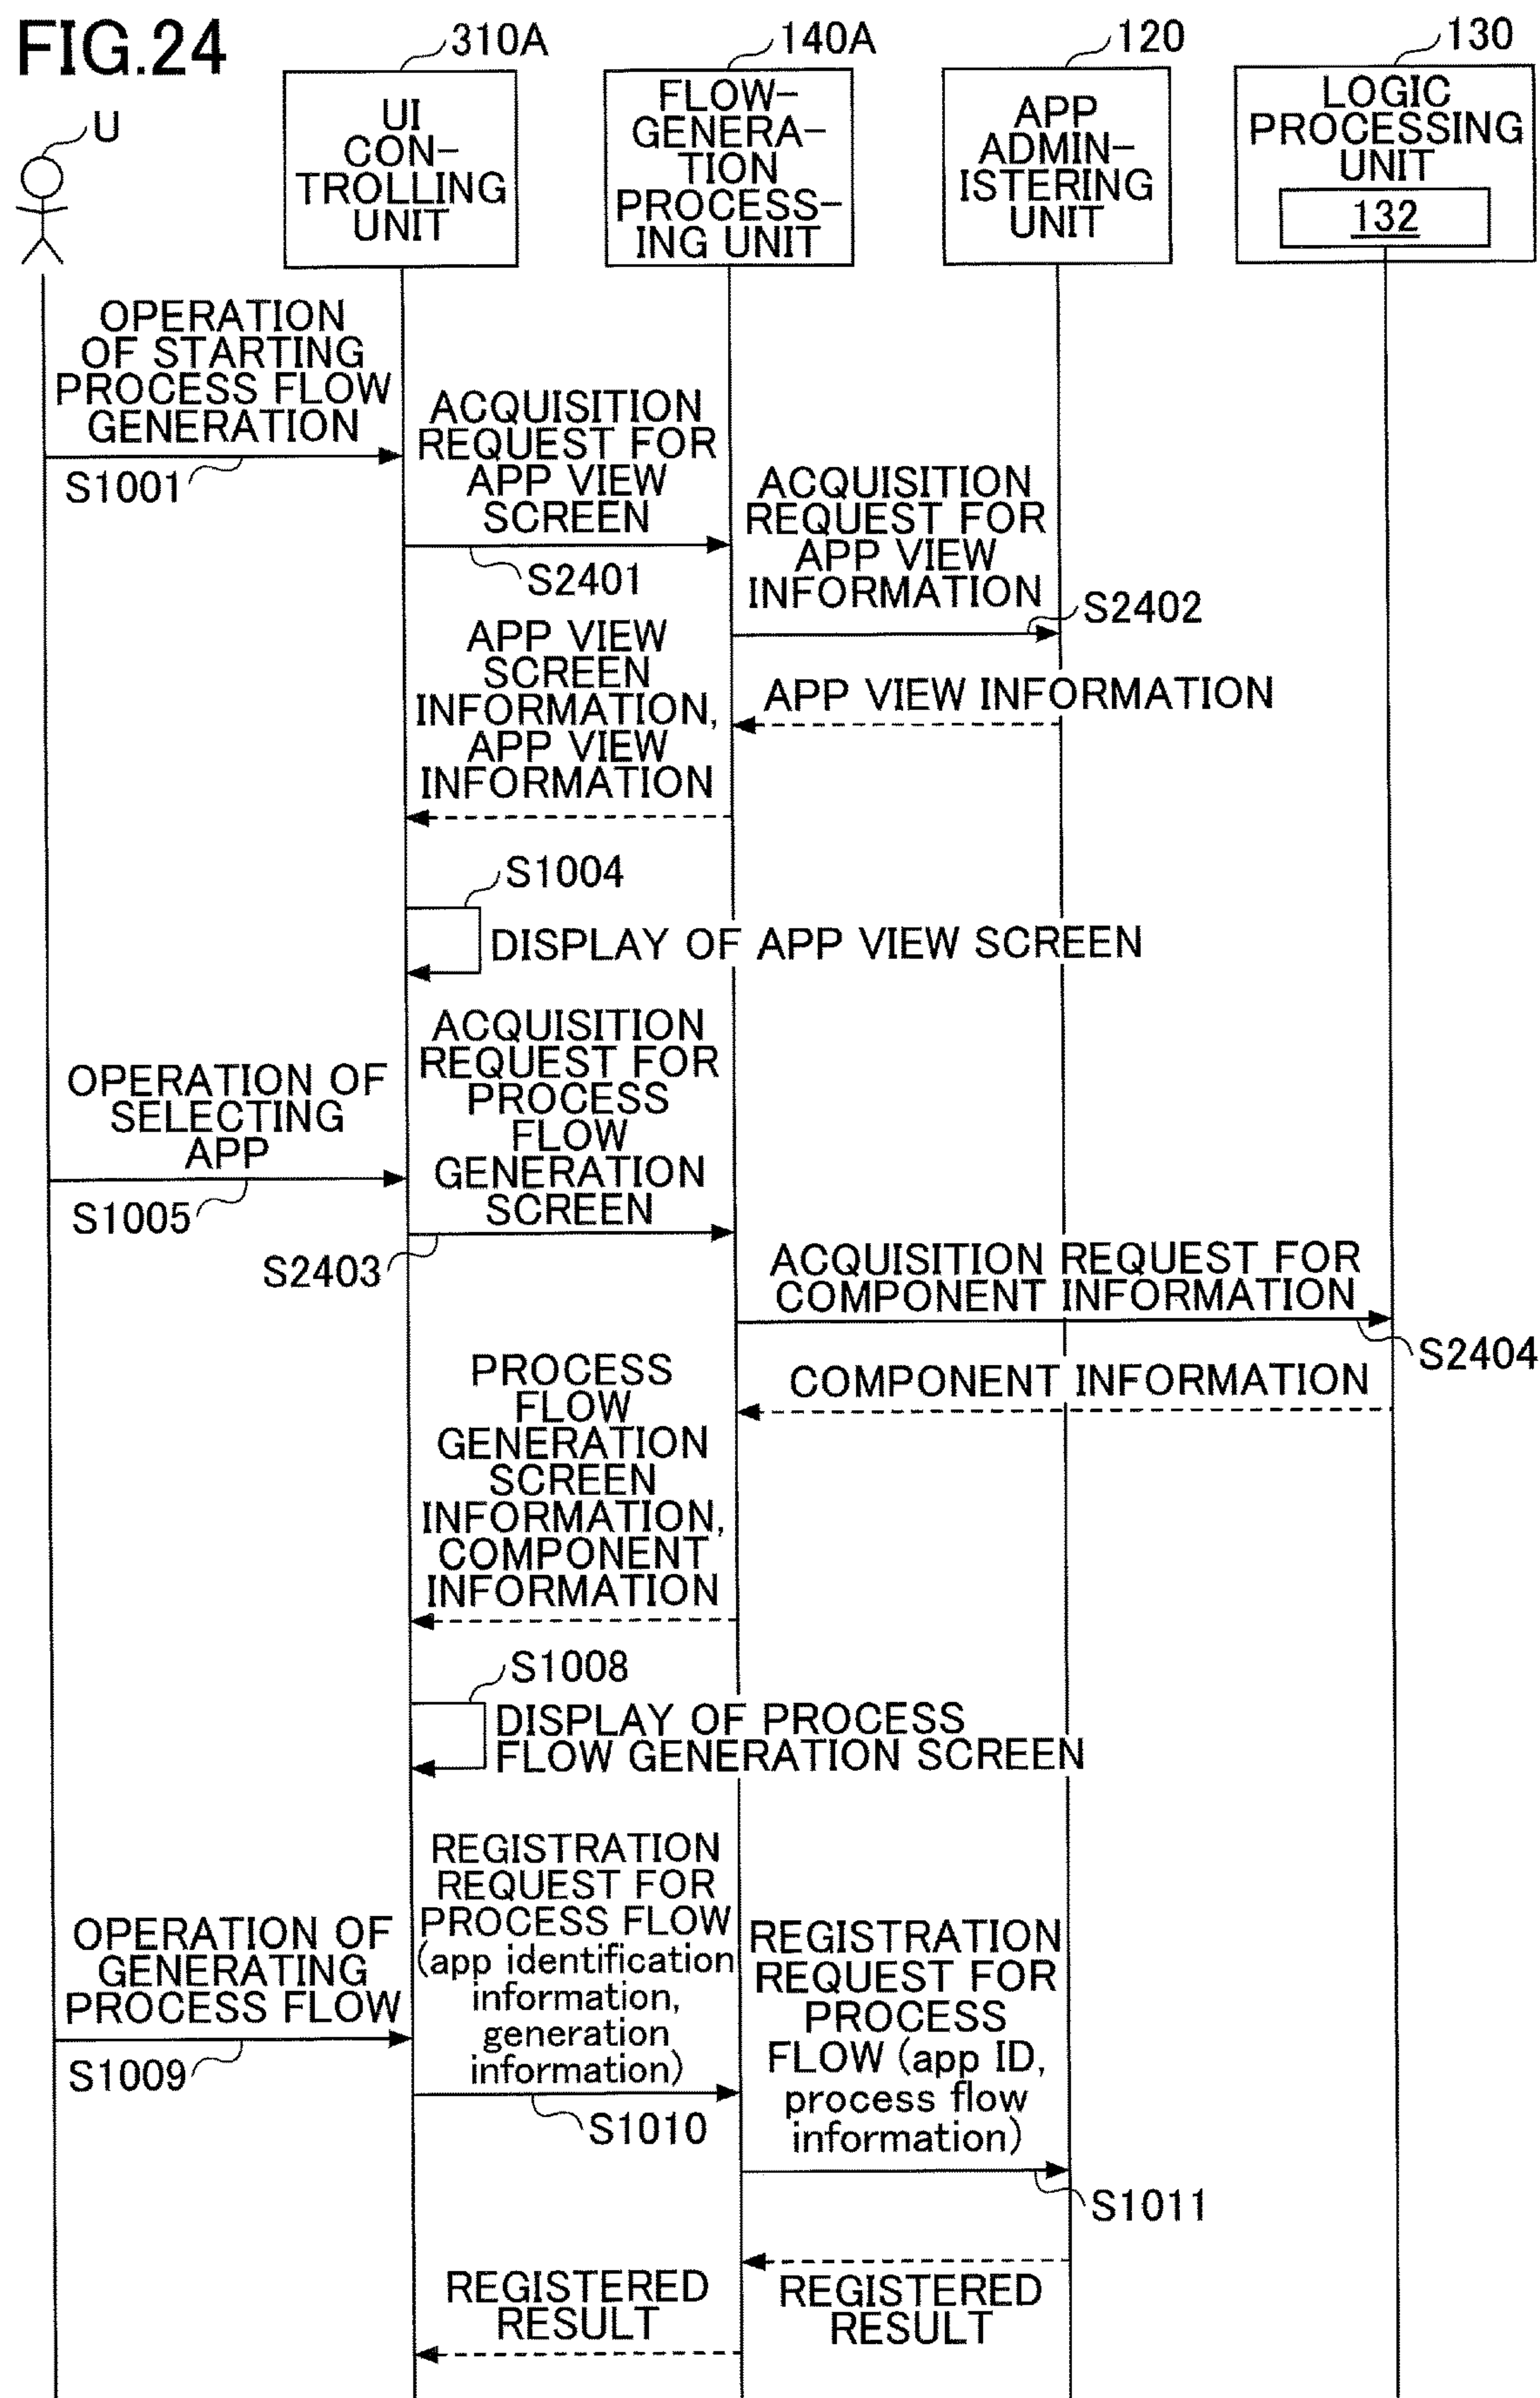 FIG.24
U
310A
UI
CON-
TROLLING
UNIT
140A
FLOW-
GENERA-
TION
PROCESS-
ING UNIT
120
APP
ADMIN-
ISTERING
UNIT
130
LOGIC
PROCESSING
UNIT
132
OPERATION
OF STARTING
PROCESS FLOW
GENERATION
S1001
ACQUISITION
REQUEST FOR
APP VIEW
SCREEN
S2401
ACQUISITION
REQUEST FOR
APP VIEW
INFORMATION
S2402
APP VIEW INFORMATION
APP VIEW
SCREEN
INFORMATION,
APP VIEW
INFORMATION
S1004
DISPLAY OF APP VIEW SCREEN
OPERATION OF
SELECTING
APP
S1005
ACQUISITION
REQUEST FOR
PROCESS
FLOW
GENERATION
SCREEN
S2403
ACQUISITION REQUEST FOR
COMPONENT INFORMATION
S2404
COMPONENT INFORMATION
PROCESS
FLOW
GENERATION
SCREEN
INFORMATION,
COMPONENT
INFORMATION
S1008
DISPLAY OF PROCESS
FLOW GENERATION SCREEN
OPERATION OF
GENERATING
PROCESS FLOW
S1009
REGISTRATION
REQUEST FOR
PROCESS FLOW
(app identification
information,
generation
information)
S1010
REGISTRATION
REQUEST FOR
PROCESS
FLOW (app ID,
process flow
information)
S1011
REGISTERED
RESULT
REGISTERED
RESULT